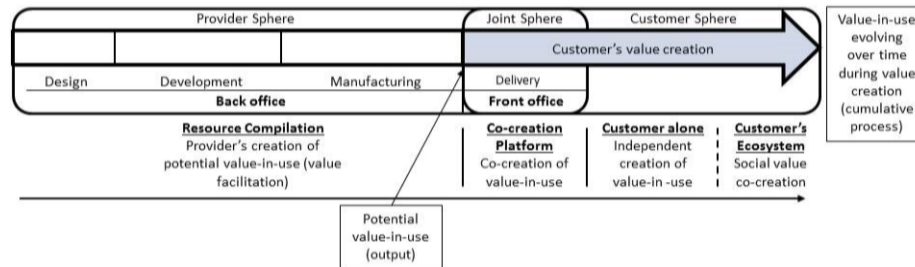 Provider Sphere
Joint Sphere
Customer Sphere
Customer's value creation
Design
Development
Manufacturing
Delivery
Back office
Front office
Value-in-use
evolving
over time
during value
creation
(cumulative
process)
Resource Compilation
Provider's creation of
potential value-in-use (value
facilitation)
Co-creation
Platform
Co-creation of
value-in-use
Customer alone
Independent
creation of
value-in -use
Customer's
Ecosystem
Social value
co-creation
Potential
value-in-use
(output)